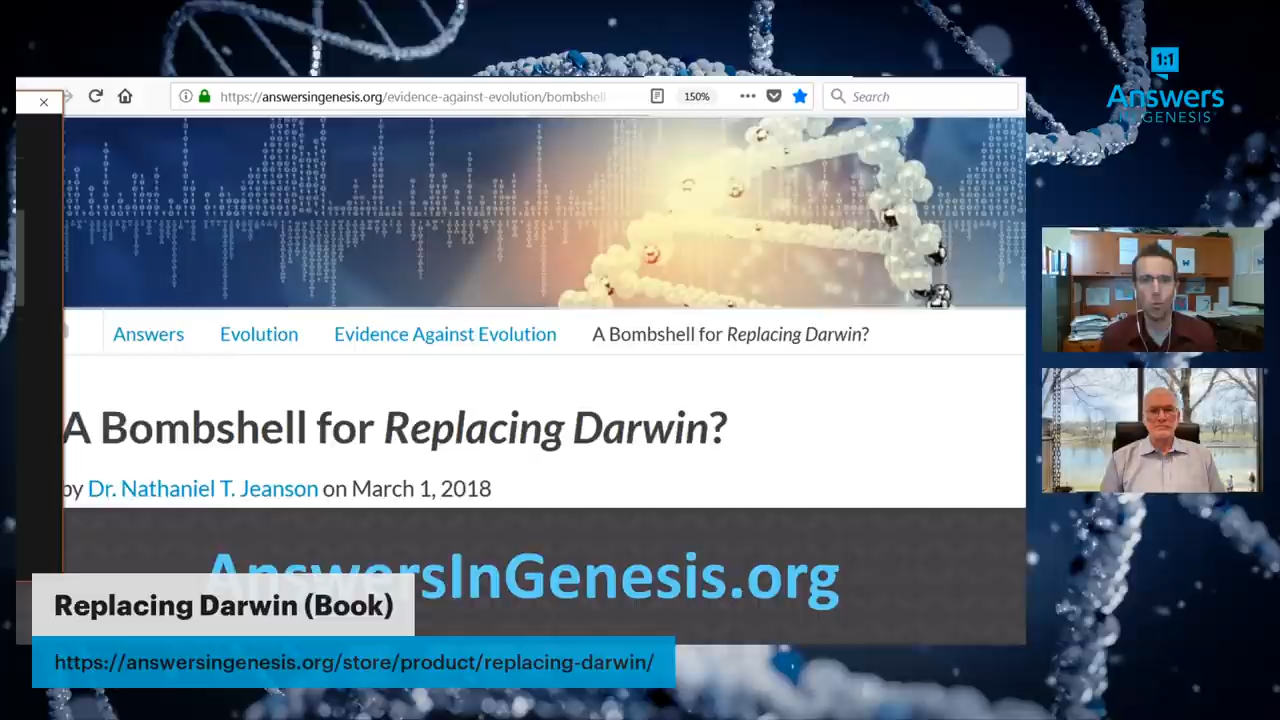 1:1
Answers
IN GENESIS
https://answersingenesis.org/evidence-against-evolution/bombshell
150%
Search
Answers Evolution Evidence Against Evolution A Bombshell for Replacing Darwin?
A Bombshell for Replacing Darwin?
by Dr. Nathaniel T. Jeanson on March 1, 2018
AnswersInGenesis.org
Replacing Darwin (Book)
https://answersingenesis.org/store/product/replacing-darwin/